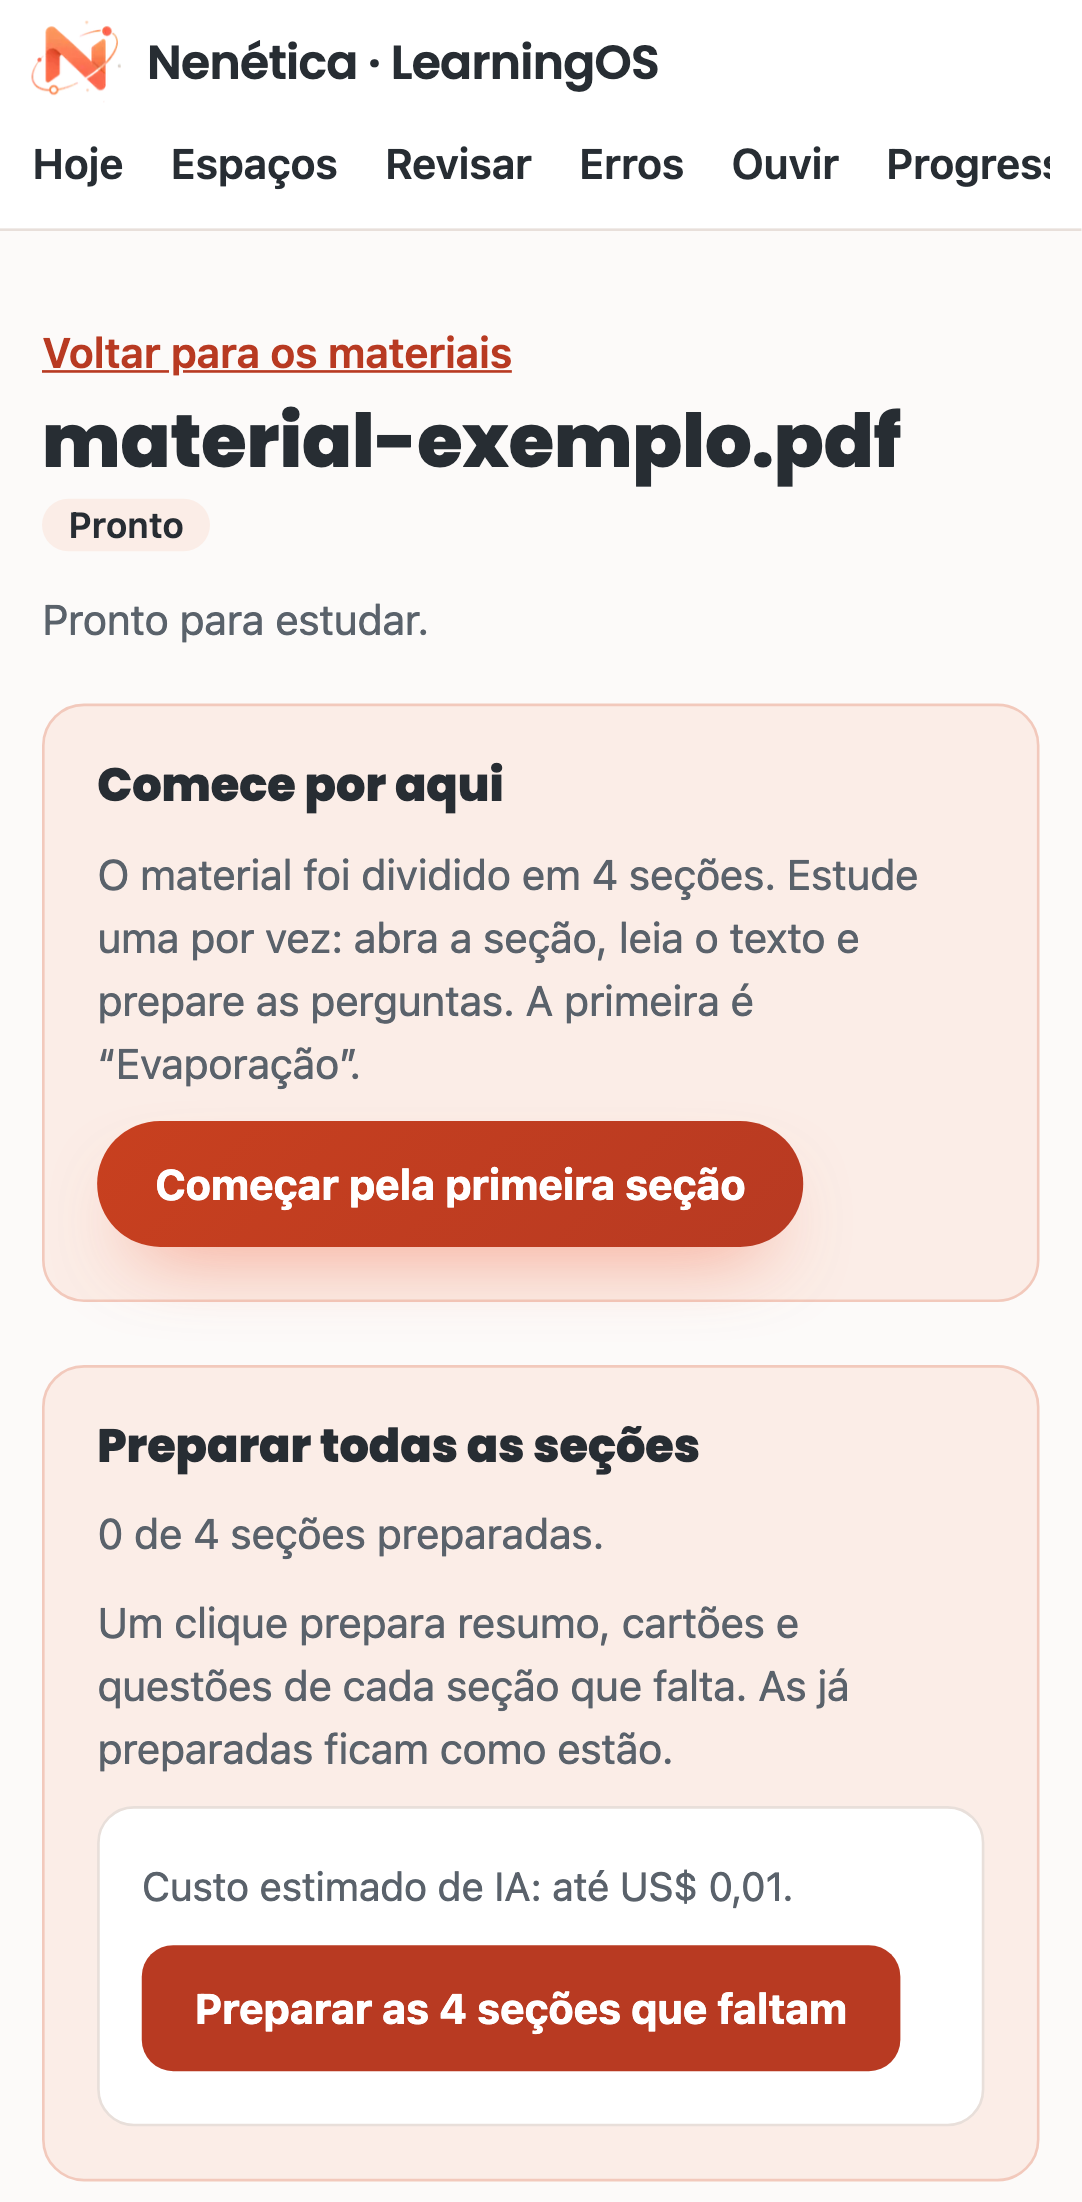 Nenética · LearningOS
Hoje Espaços Revisar Erros Ouvir Progress
Voltar para os materiais
material-exemplo.pdf
Pronto
Pronto para estudar.
Comece por aqui
O material foi dividido em 4 seções. Estude
uma por vez: abra a seção, leia o texto e
prepare as perguntas. A primeira é
“Evaporação”.
Começar pela primeira seção
Preparar todas as seções
0 de 4 seções preparadas.
Um clique prepara resumo, cartões e
questões de cada seção que falta. As já
preparadas ficam como estão.
Custo estimado de IA: até US$ 0,01.
Preparar as 4 seções que faltam